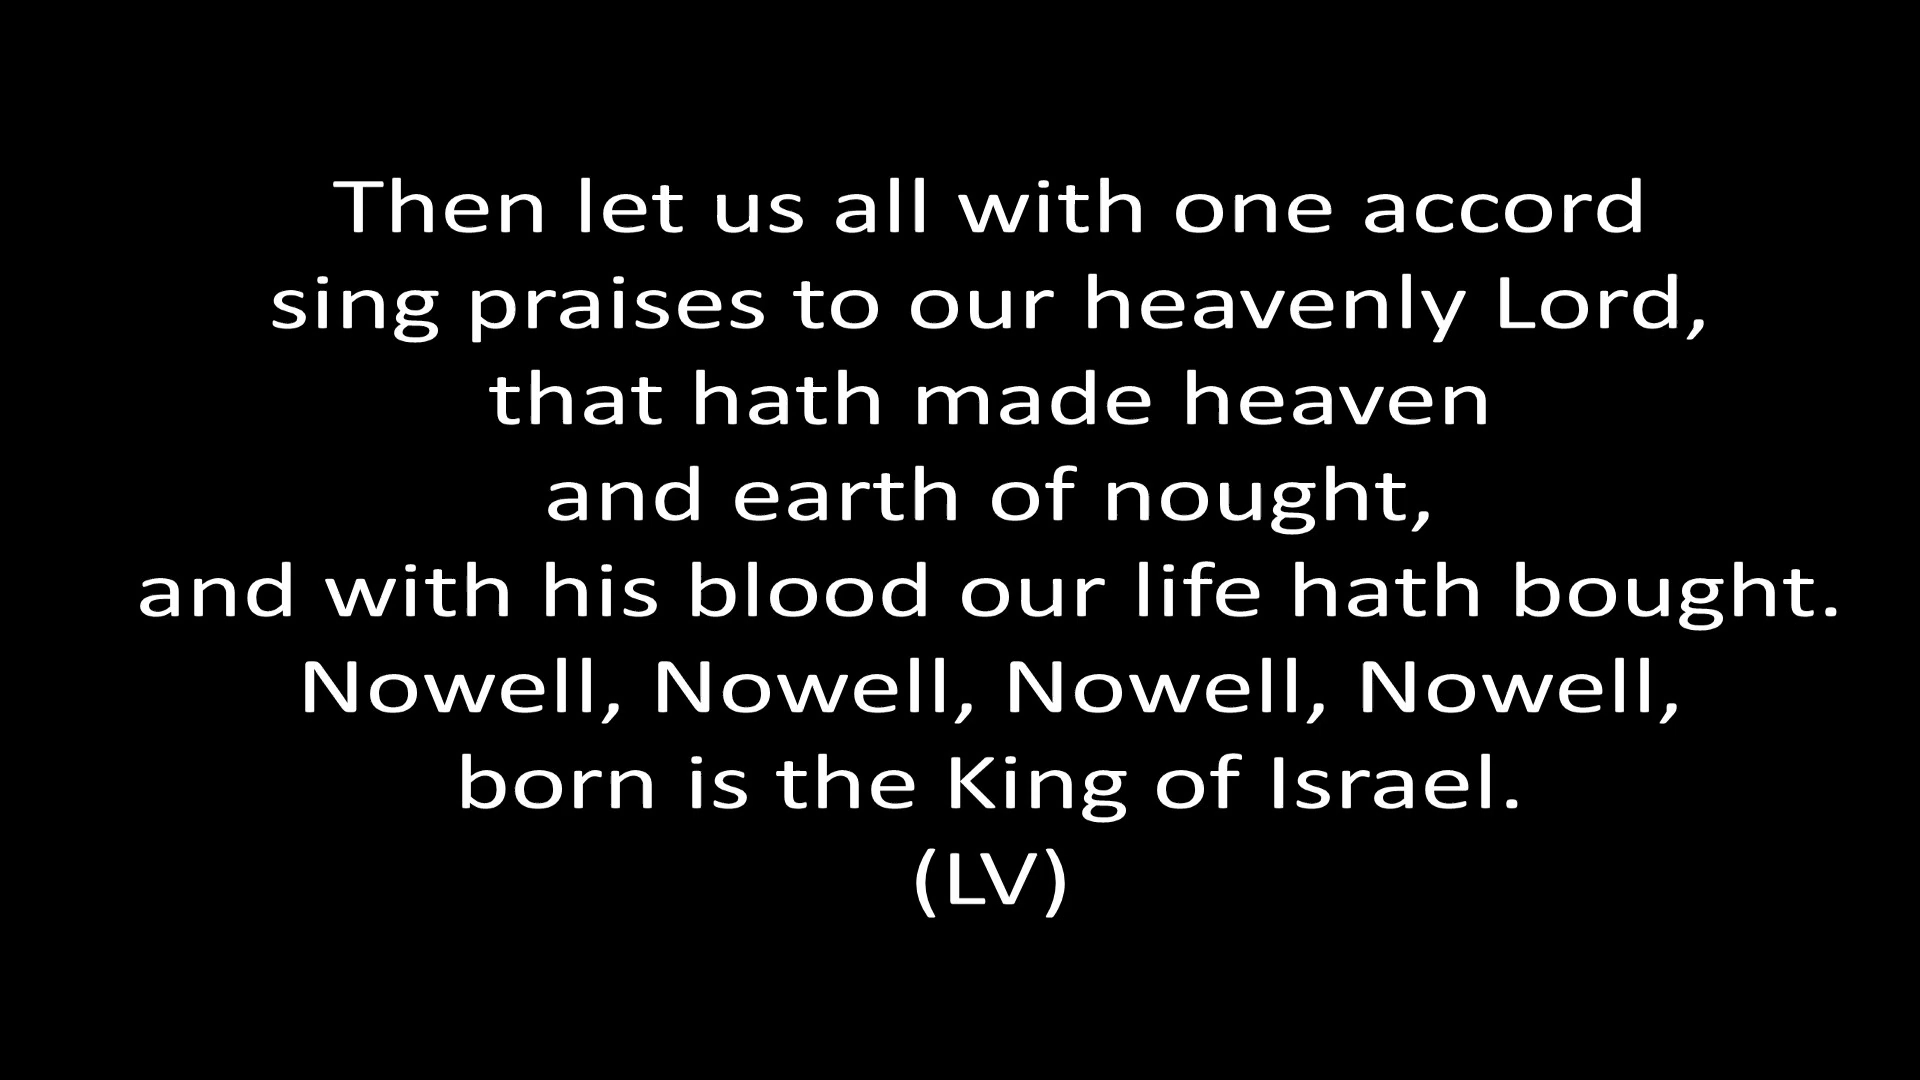 Then let us all with one accord
sing praises to our heavenly Lord,
that hath made heaven
and earth of nought,
and with his blood our life hath bought.
Nowell, Nowell, Nowell, Nowell,
born is the King of Israel.
(LV)